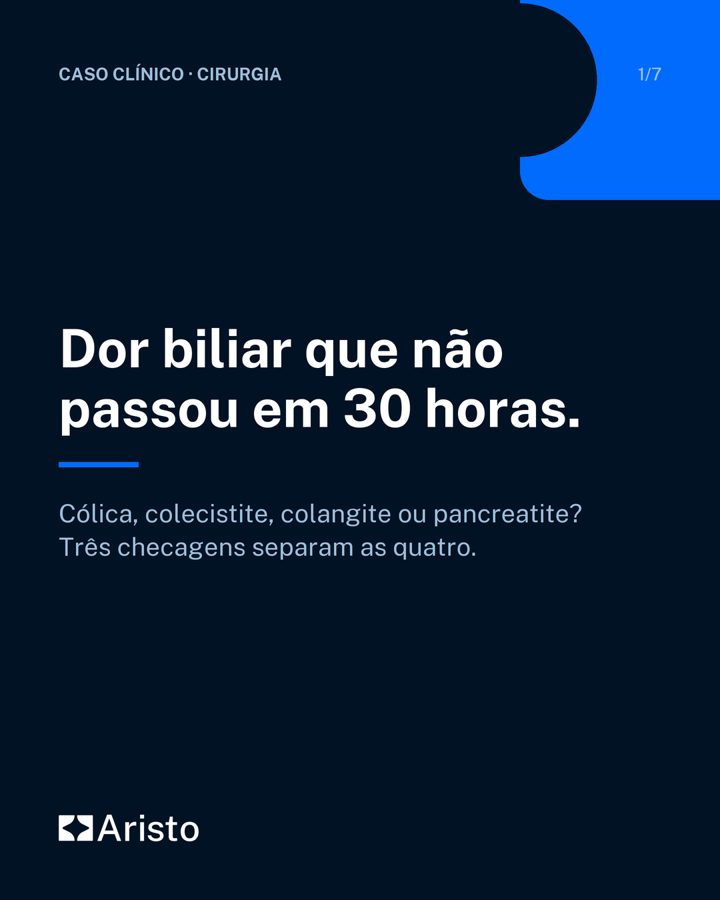 CASO CLÍNICO · CIRURGIA
1/7
Dor biliar que não
passou em 30 horas.
Cólica, colecistite, colangite ou pancreatite?
Três checagens separam as quatro.
Aristo